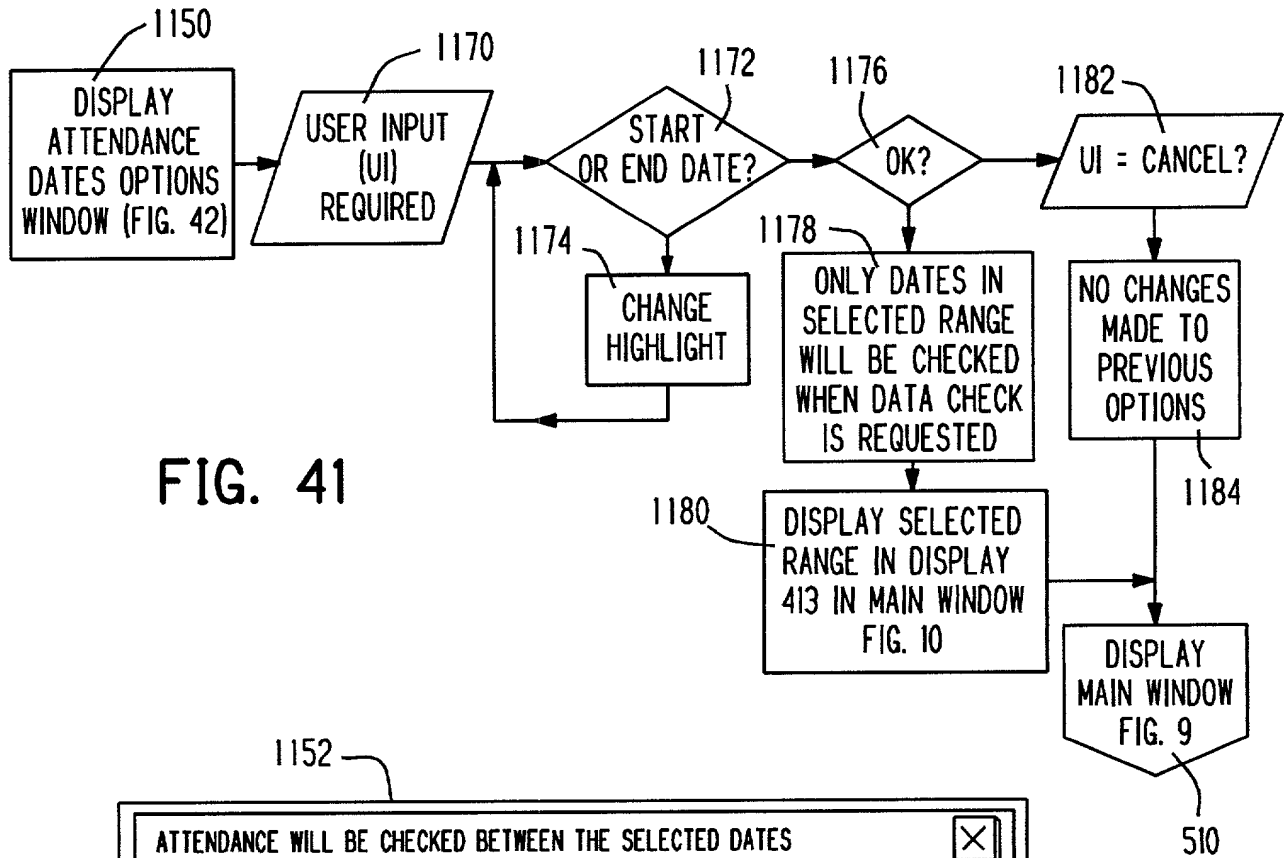 1150
DISPLAY
ATTENDANCE
DATES OPTIONS
WINDOW (FIG. 42)
1170
USER INPUT
(UI)
REQUIRED
1172
START
OR END DATE?
1174
CHANGE
HIGHLIGHT
1176
OK?
1178
ONLY DATES IN
SELECTED RANGE
WILL BE CHECKED
WHEN DATA CHECK
IS REQUESTED
1180
DISPLAY SELECTED
RANGE IN DISPLAY
413 IN MAIN WINDOW
FIG. 10
1182
UI = CANCEL?
NO CHANGES
MADE TO
PREVIOUS
OPTIONS
1184
DISPLAY
MAIN WINDOW
FIG. 9
510
FIG. 41
1152
ATTENDANCE WILL BE CHECKED BETWEEN THE SELECTED DATES
X